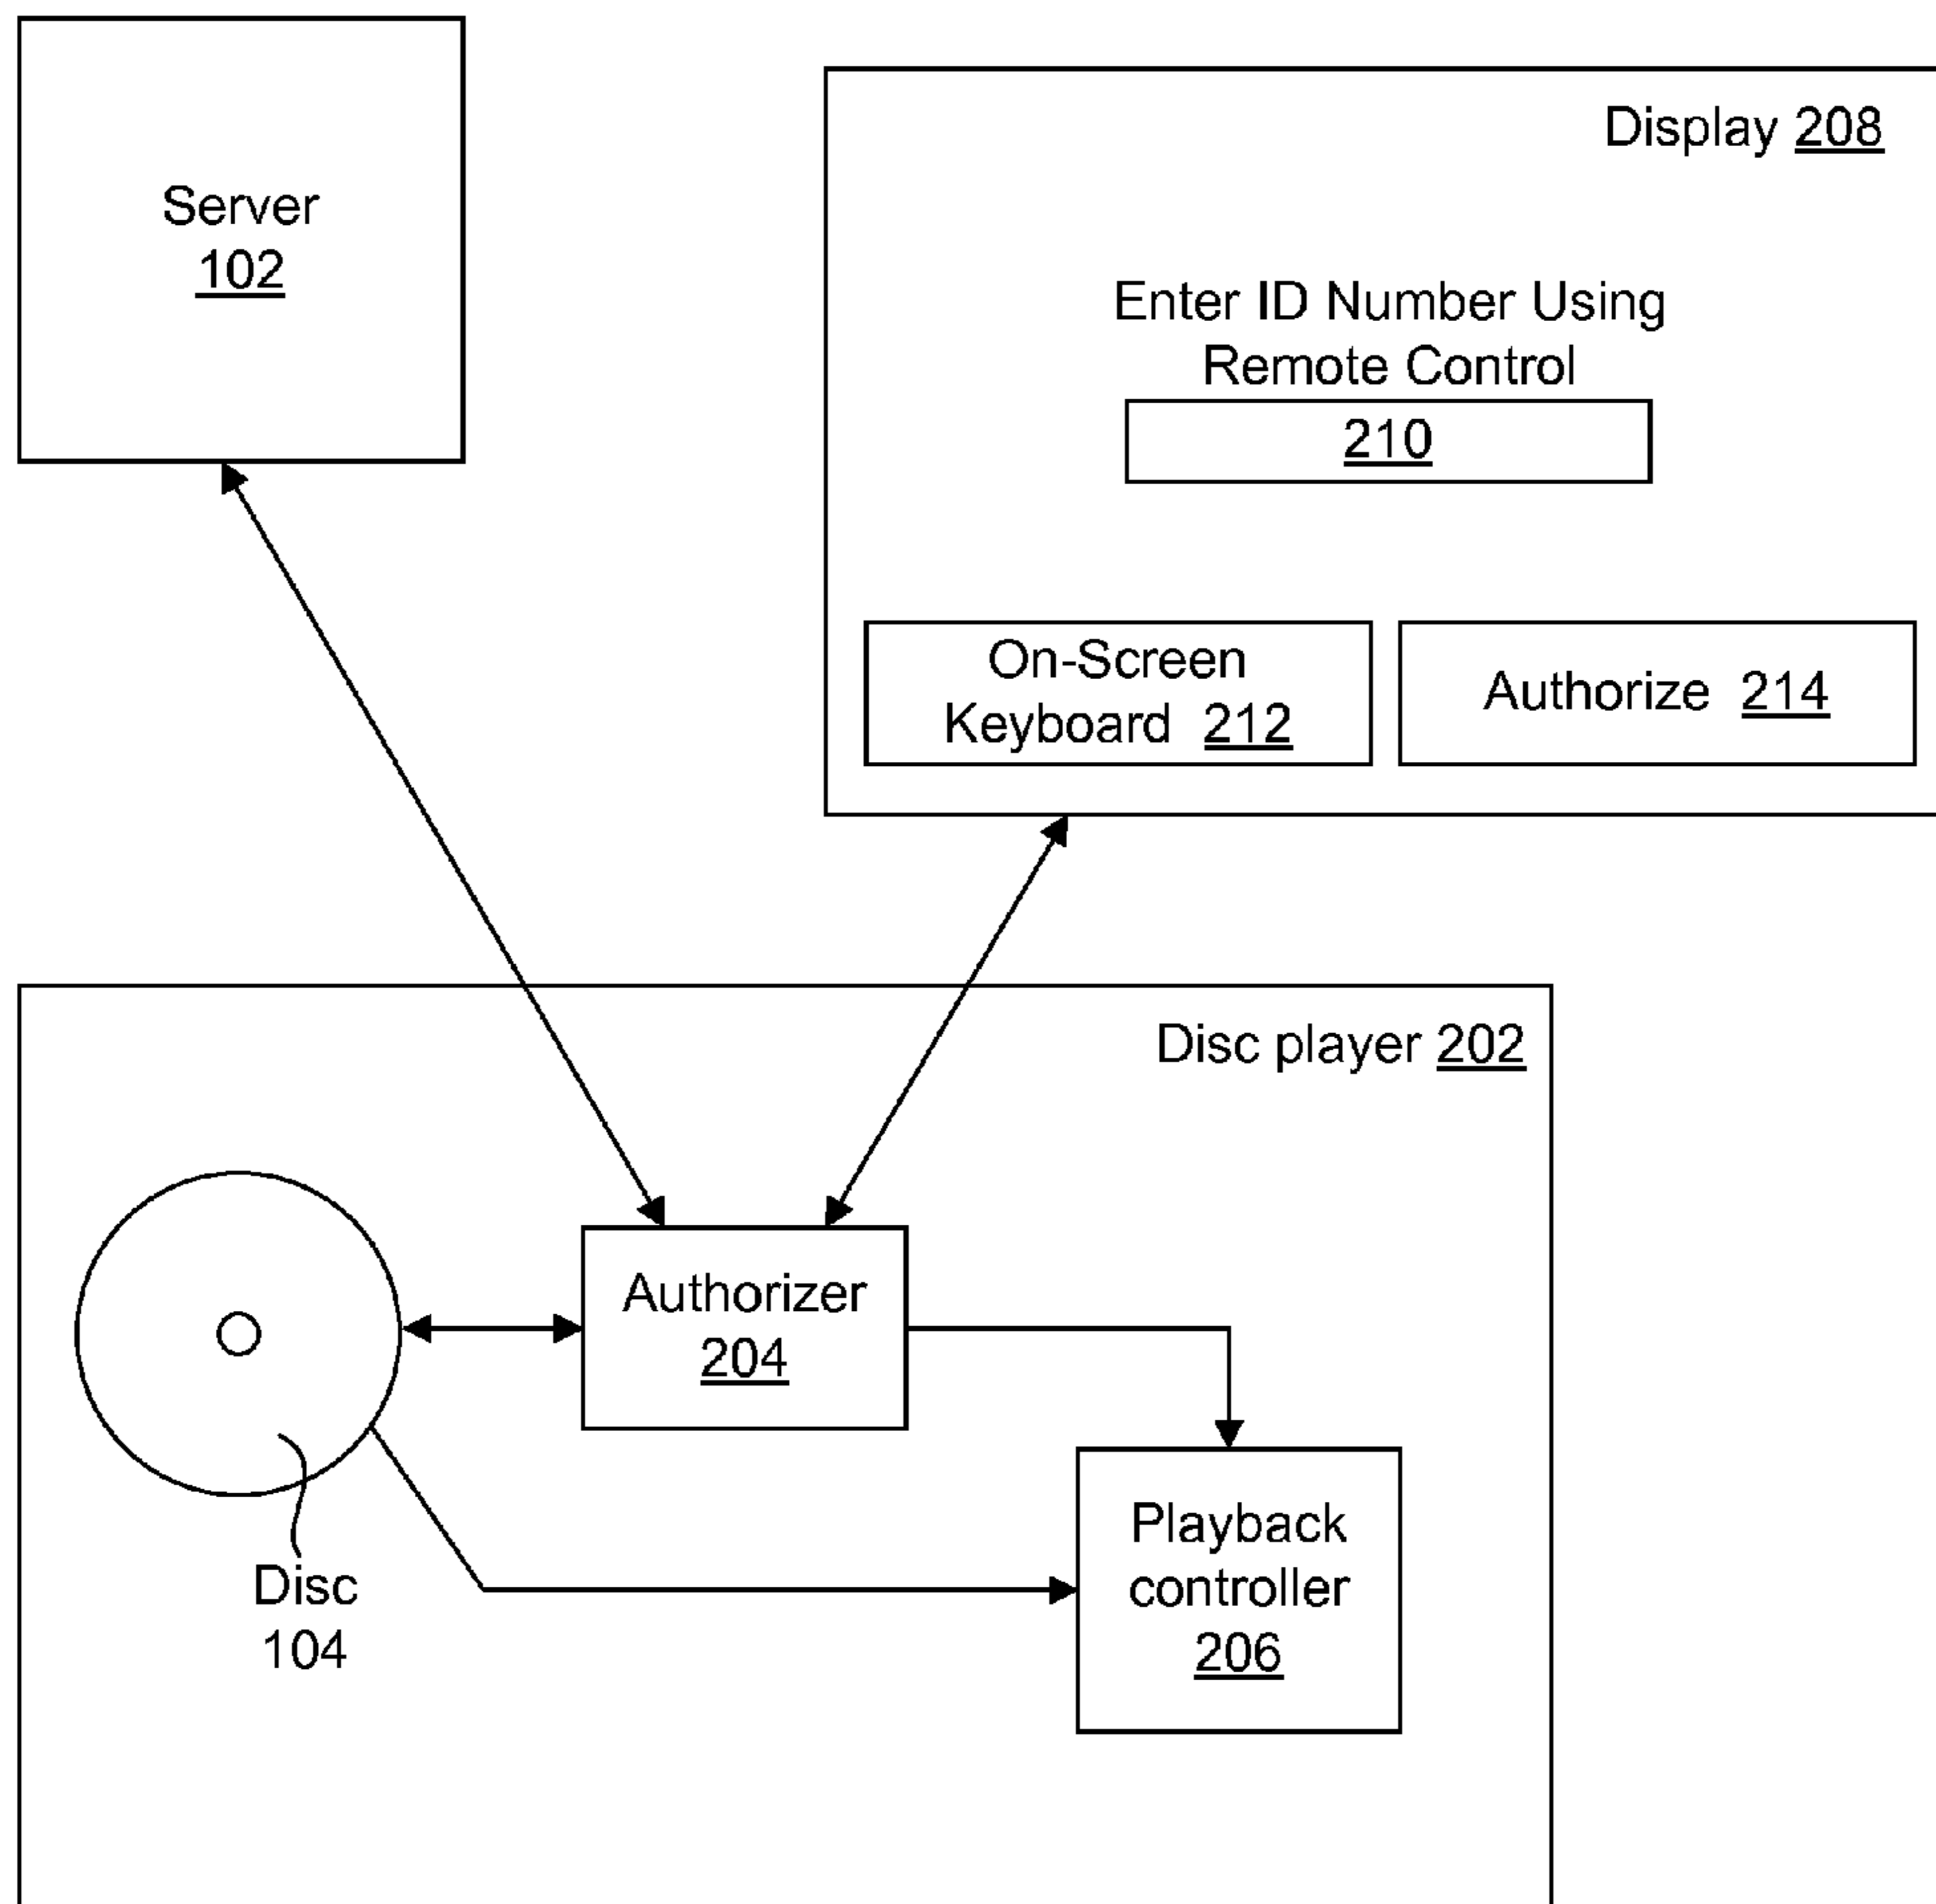 Server
102
Display 208
Enter ID Number Using
Remote Control
210
On-Screen
Keyboard 212
Authorize 214
Disc player 202
Authorizer
204
Playback
controller
206
Disc
104